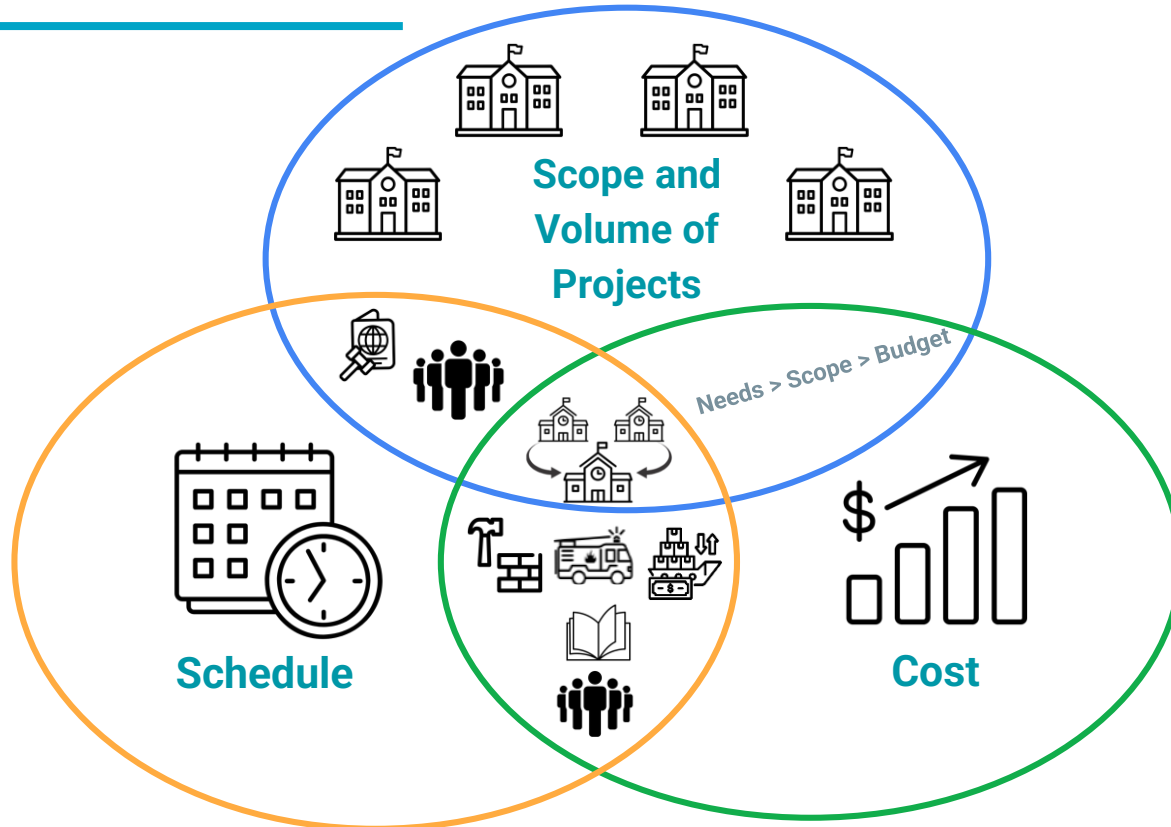 Scope and
Volume of
Projects
Needs > Scope > Budget
$
$
Schedule
Cost